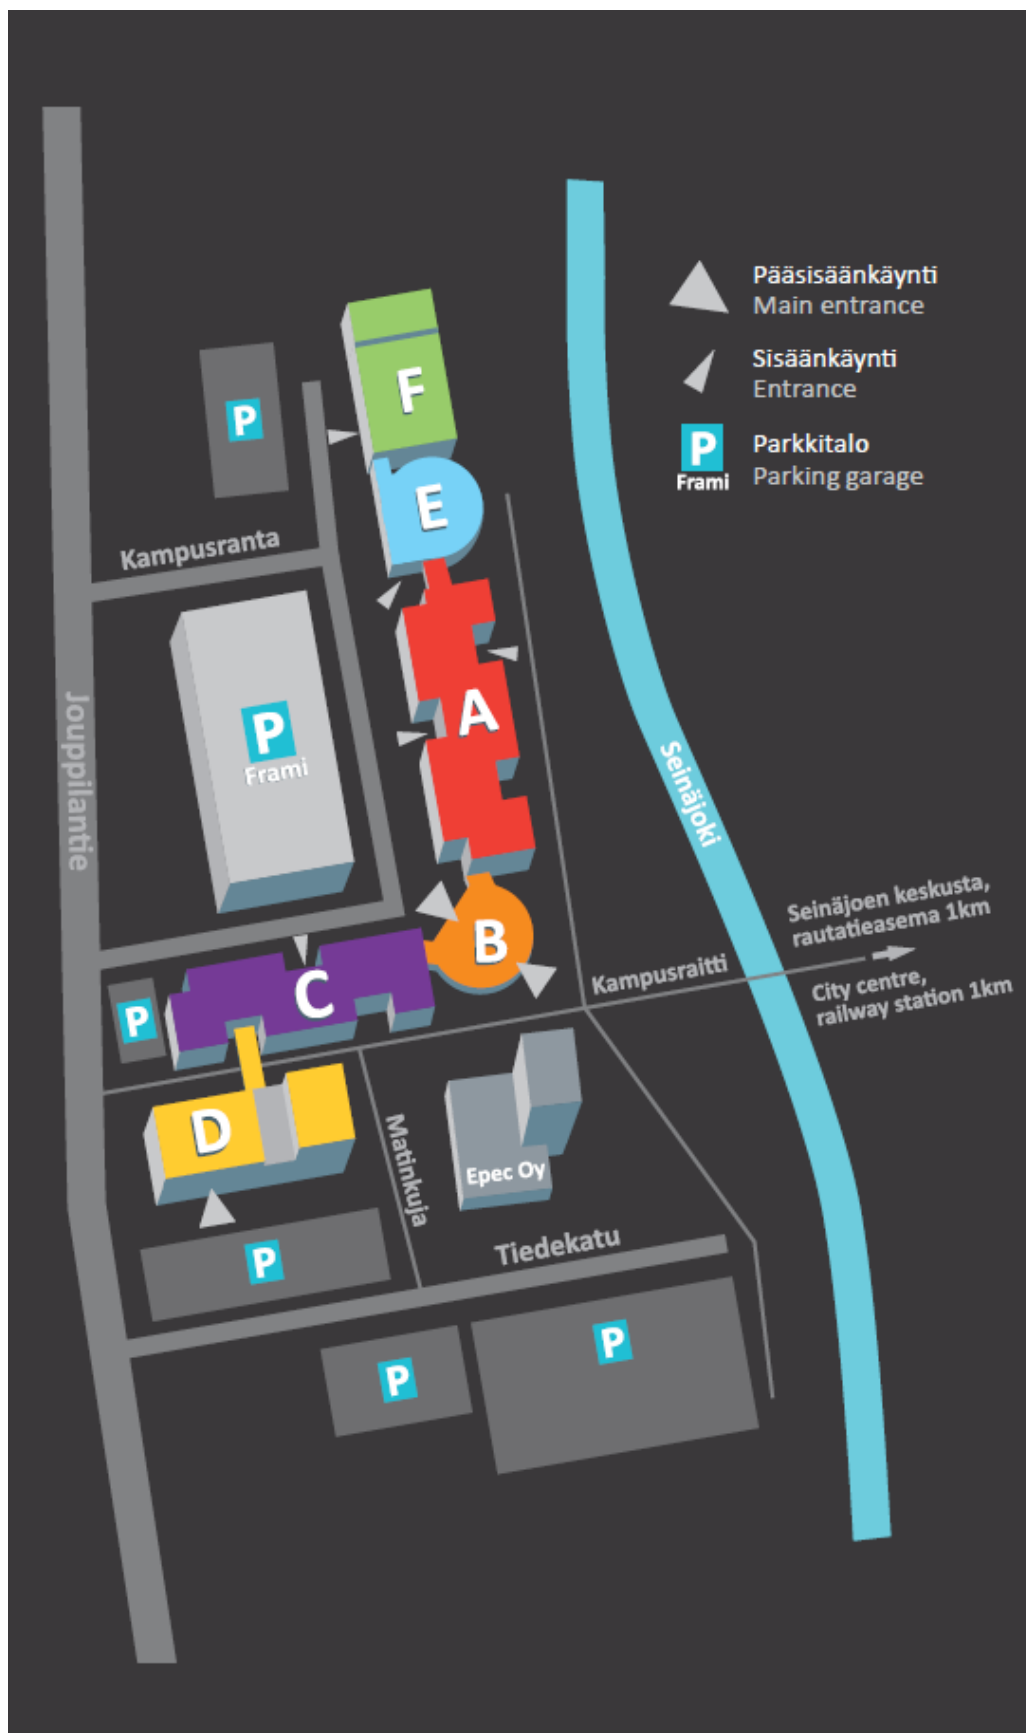 Pääsisäänkäynti
Main entrance
Sisäänkäynti
Entrance
P
Frami
Parkkitalo
Parking garage
F
P
E
Kampusranta
A
P
Frami
Jouppilantie
Seinäjoki
Seinäjoen keskusta,
rautatieasema 1km
B
Kampusraitti
City centre,
railway station 1km
C
P
D
Matinkuja
Epec Oy
P
Tiedekatu
P
P